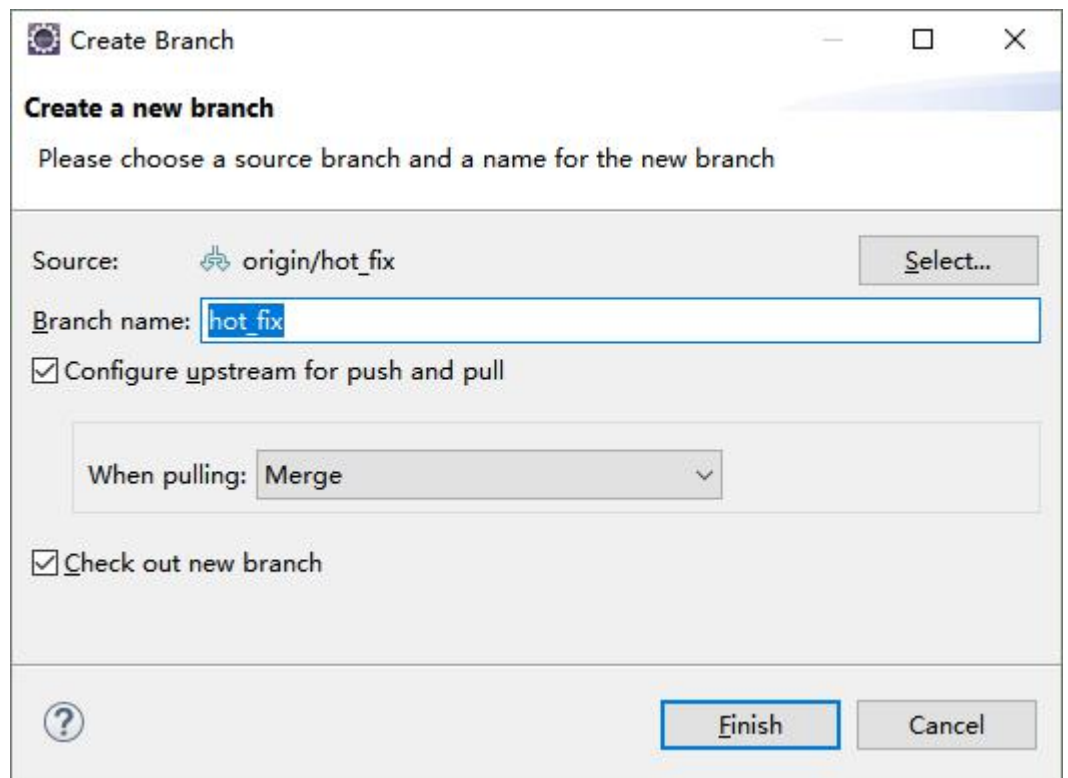 Create Branch
Create a new branch
Please choose a source branch and a name for the new branch
Source: origin/hot_fix Select...
Branch name: hot_fix
Configure upstream for push and pull
When pulling: Merge
Check out new branch
? Finish Cancel